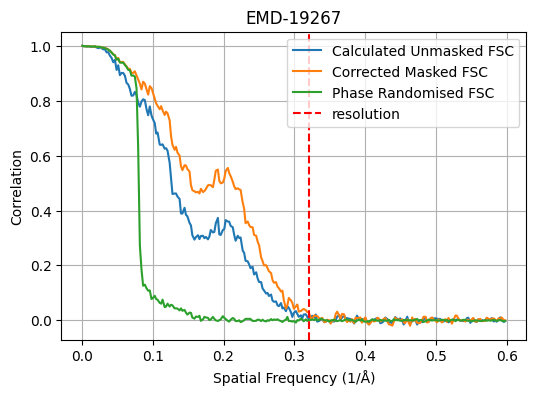 EMD-19267
Calculated Unmasked FSC
Corrected Masked FSC
Phase Randomised FSC
resolution
Correlation
1.0
0.8
0.6
0.4
0.2
0.0
0.0 0.1 0.2 0.3 0.4 0.5 0.6
Spatial Frequency (1/Å)